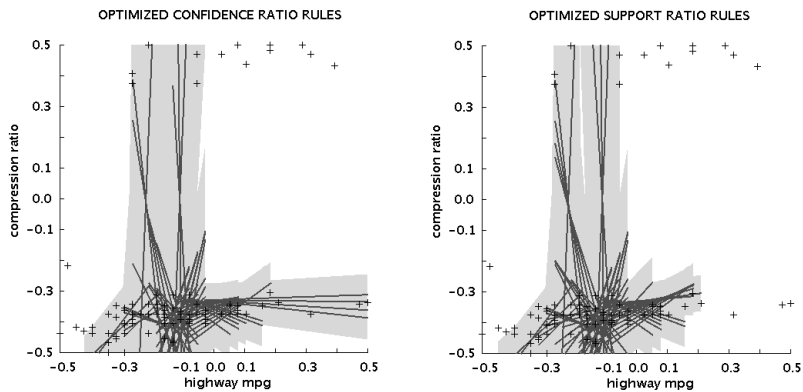 OPTIMIZED CONFIDENCE RATIO RULES
0.5
0.3
0.1
0.0
−0.1
−0.3
−0.5
compression ratio
−0.5 −0.3 −0.1 0.0 0.1 0.3 0.5
highway mpg
OPTIMIZED SUPPORT RATIO RULES
0.5
0.3
0.1
0.0
−0.1
−0.3
−0.5
compression ratio
−0.5 −0.3 −0.1 0.0 0.1 0.3 0.5
highway mpg